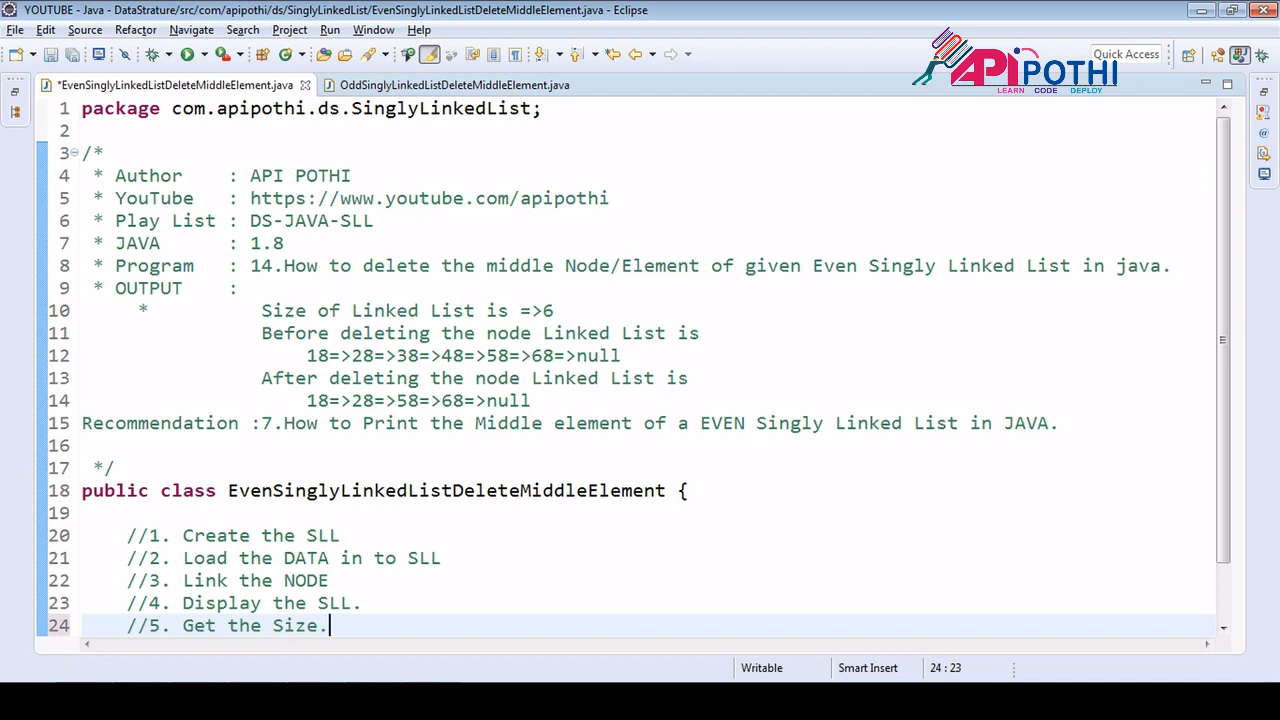 YOUTUBE - Java - DataStrature/src/com/apipothi/ds/SinglyLinkedList/EvenSinglyLinkedListDeleteMiddleElement.java - Eclipse
File Edit Source Refactor Navigate Search Project Run Window Help
Quick Access
APIPOTHI
LEARN CODE DEPLOY
*EvenSinglyLinkedListDeleteMiddleElement.java OddSinglyLinkedListDeleteMiddleElement.java
1 package com.apipothi.ds.SinglyLinkedList;
2
3 /*
4 * Author : API POTHI
5 * YouTube : https://www.youtube.com/apipothi
6 * Play List : DS-JAVA-SLL
7 * JAVA : 1.8
8 * Program : 14.How to delete the middle Node/Element of given Even Singly Linked List in java.
9 * OUTPUT :
10 * Size of Linked List is =>6
11 Before deleting the node Linked List is
12 18=>28=>38=>48=>58=>68=>null
13 After deleting the node Linked List is
14 18=>28=>58=>68=>null
15 Recommendation :7.How to Print the Middle element of a EVEN Singly Linked List in JAVA.
16
17 */
18 public class EvenSinglyLinkedListDeleteMiddleElement {
19
20 //1. Create the SLL
21 //2. Load the DATA in to SLL
22 //3. Link the NODE
23 //4. Display the SLL.
24 //5. Get the Size.
Writable Smart Insert 24 : 23